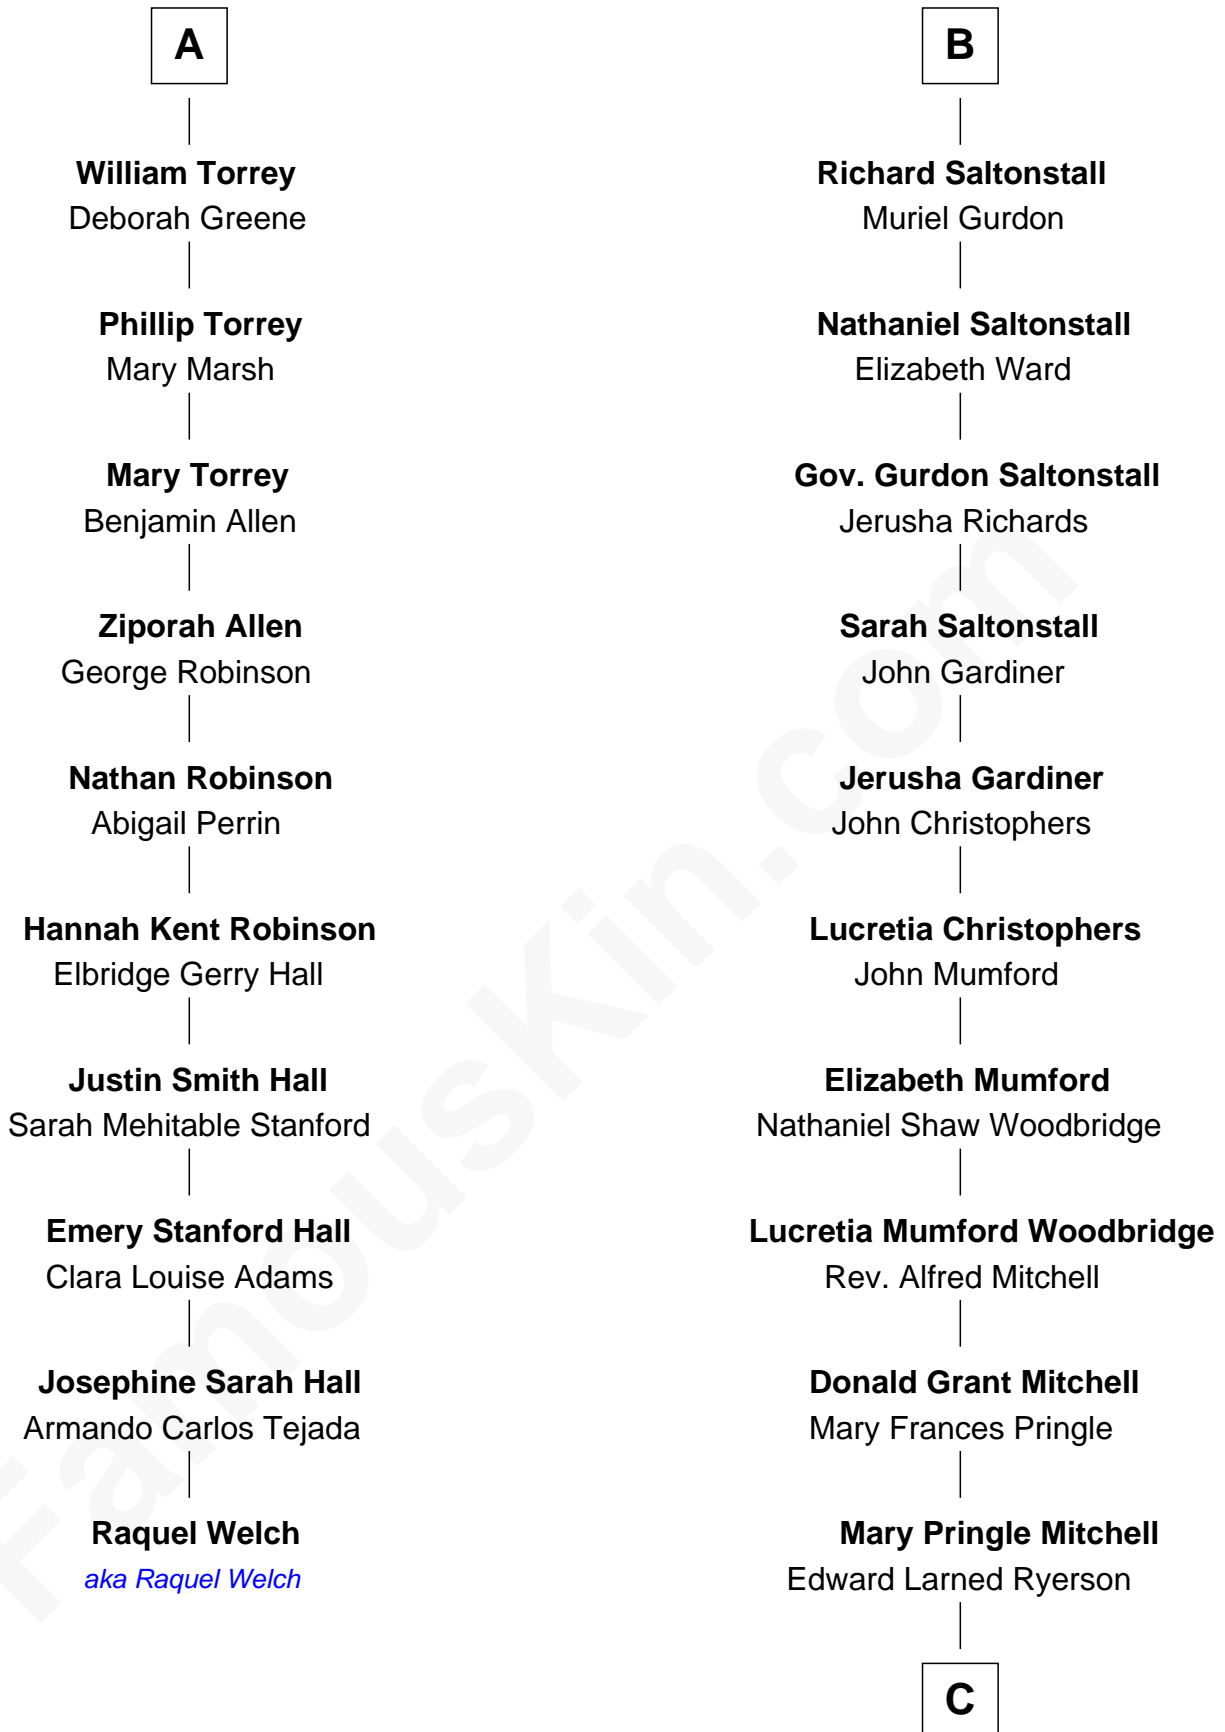 A
William Torrey
Deborah Greene
Phillip Torrey
Mary Marsh
Mary Torrey
Benjamin Allen
Ziporah Allen
George Robinson
Nathan Robinson
Abigail Perrin
Hannah Kent Robinson
Elbridge Gerry Hall
Justin Smith Hall
Sarah Mehitable Stanford
Emery Stanford Hall
Clara Louise Adams
Josephine Sarah Hall
Armando Carlos Tejada
Raquel Welch
aka Raquel Welch
B
Richard Saltonstall
Muriel Gurdon
Nathaniel Saltonstall
Elizabeth Ward
Gov. Gurdon Saltonstall
Jerusha Richards
Sarah Saltonstall
John Gardiner
Jerusha Gardiner
John Christophers
Lucretia Christophers
John Mumford
Elizabeth Mumford
Nathaniel Shaw Woodbridge
Lucretia Mumford Woodbridge
Rev. Alfred Mitchell
Donald Grant Mitchell
Mary Frances Pringle
Mary Pringle Mitchell
Edward Larned Ryerson
C
FamousKin.com